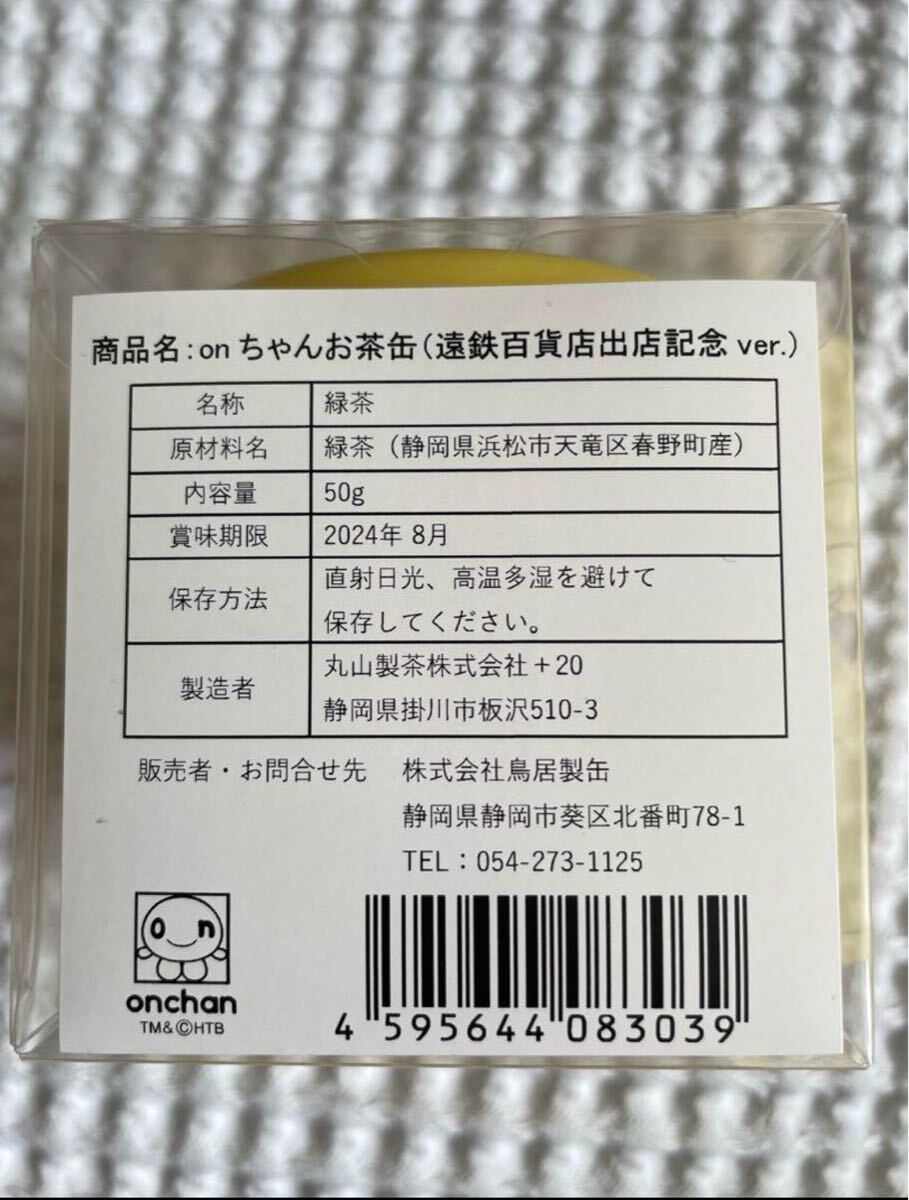 商品名:on ちゃんお茶缶(遠鉄百貨店出店記念 ver.)
名称 緑茶
原材料名 緑茶（静岡県浜松市天竜区春野町産）
内容量 50g
賞味期限 2024年 8月
保存方法 直射日光、高温多湿を避けて
保存してください。
製造者 丸山製茶株式会社＋20
静岡県掛川市板沢510-3
販売者・お問合せ先 株式会社鳥居製缶
静岡県静岡市葵区北番町78-1
TEL：054-273-1125
on
onchan
TM&©HTB
4 595644 083039